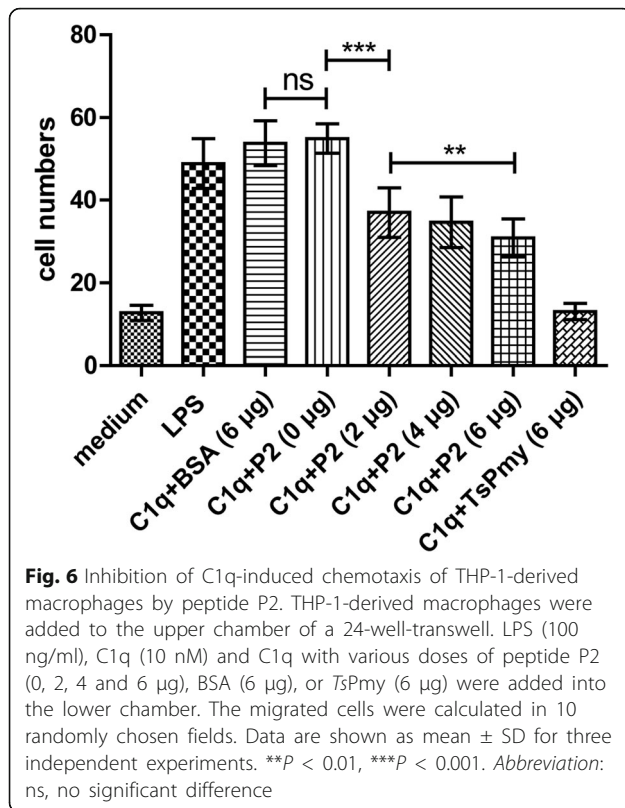 80
60
40
20
0
cell numbers
***
ns
**
medium
LPS
C1q+BSA (6 μg)
C1q+P2 (0 μg)
C1q+P2 (2 μg)
C1q+P2 (4 μg)
C1q+P2 (6 μg)
C1q+TsPmy (6 μg)
Fig. 6 Inhibition of C1q-induced chemotaxis of THP-1-derived
macrophages by peptide P2. THP-1-derived macrophages were
added to the upper chamber of a 24-well-transwell. LPS (100
ng/ml), C1q (10 nM) and C1q with various doses of peptide P2
(0, 2, 4 and 6 μg), BSA (6 μg), or TsPmy (6 μg) were added into
the lower chamber. The migrated cells were calculated in 10
randomly chosen fields. Data are shown as mean ± SD for three
independent experiments. **P < 0.01, ***P < 0.001. Abbreviation:
ns, no significant difference